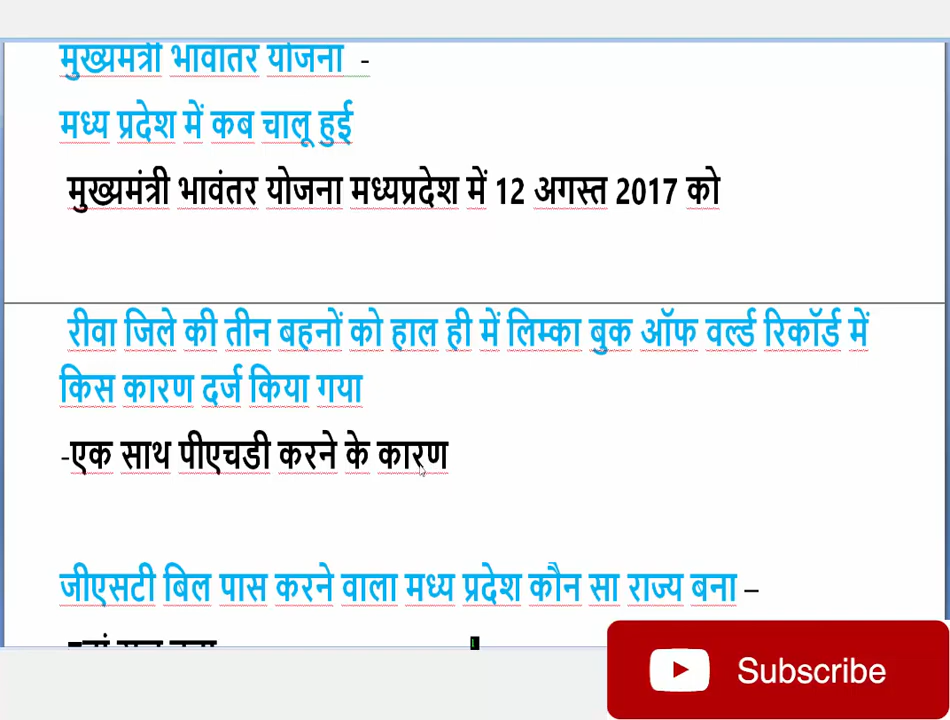 मुख्यमंत्री भावांतर योजना -
मध्य प्रदेश में कब चालू हुई
मुख्यमंत्री भावंतर योजना मध्यप्रदेश में 12 अगस्त 2017 को
रीवा जिले की तीन बहनों को हाल ही में लिम्का बुक ऑफ वर्ल्ड रिकॉर्ड में
किस कारण दर्ज किया गया
-एक साथ पीएचडी करने के कारण
जीएसटी बिल पास करने वाला मध्य प्रदेश कौन सा राज्य बना –
Subscribe